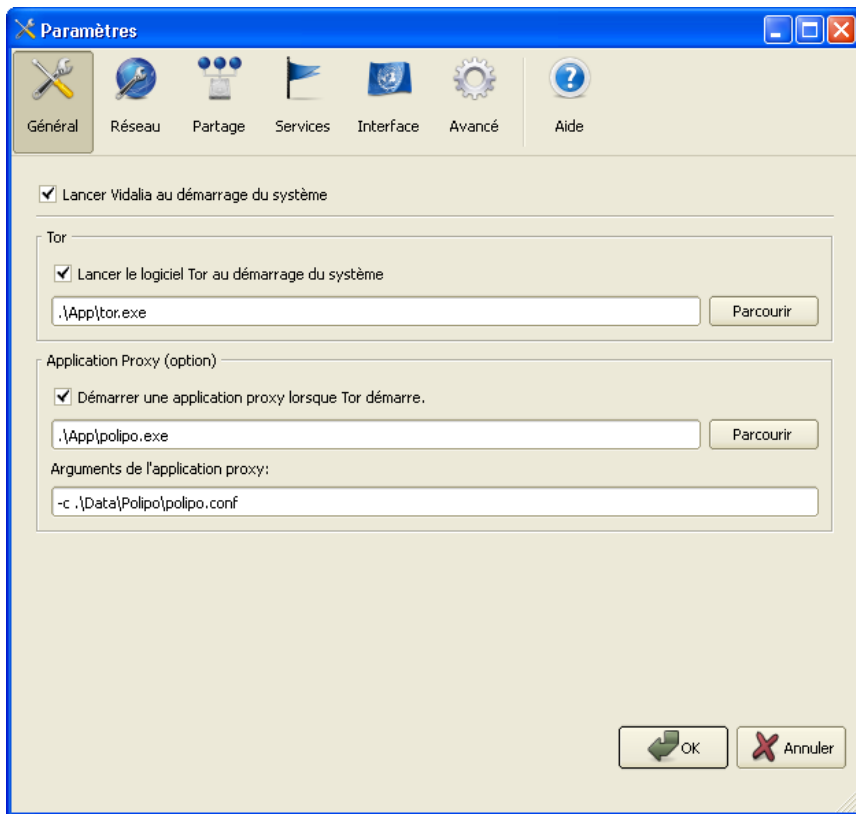 Paramètres
Général Réseau Partage Services Interface Avancé Aide
Lancer Vidalia au démarrage du système
Tor
Lancer le logiciel Tor au démarrage du système
.\App\tor.exe Parcourir
Application Proxy (option)
Démarrer une application proxy lorsque Tor démarre.
.\App\polipo.exe Parcourir
Arguments de l'application proxy:
-c .\Data\Polipo\polipo.conf
OK Annuler